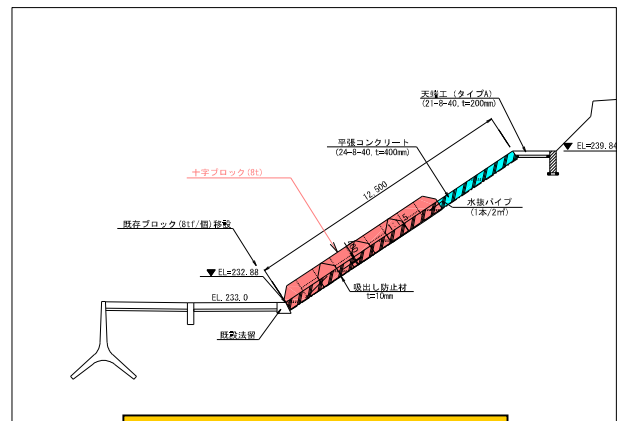 天端工 (タイプA)
(21-8-40, t=200mm)
平張コンクリート
(24-8-40, t=400mm)
EL=239.84
十字ブロック(8t)
12,500
水抜パイプ
(1本/2㎡)
既存ブロック(8tf/個)移設
EL=232.88
吸出し防止材
t=10mm
EL.233.0
既設法留